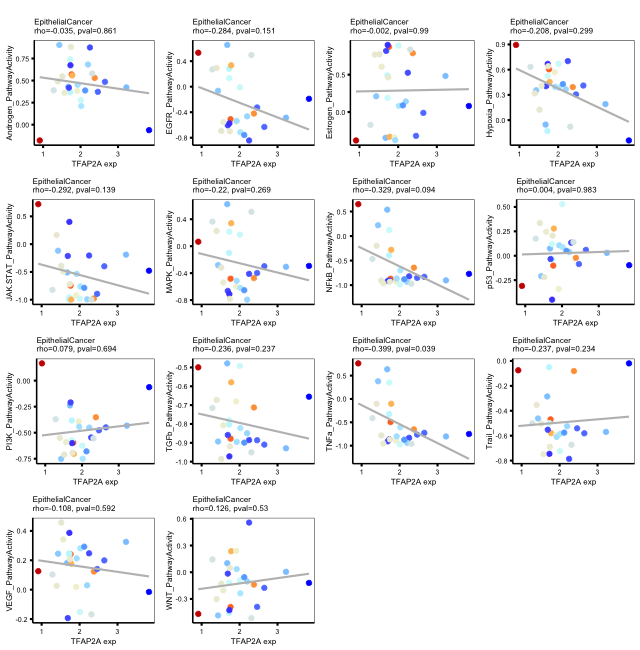 EpithelialCancer
rho=-0.035, pval=0.861
EpithelialCancer
rho=-0.284, pval=0.151
EpithelialCancer
rho=-0.002, pval=0.99
EpithelialCancer
rho=-0.208, pval=0.299
Androgen_PathwayActivity
0.75
0.50
0.25
0.00
1 2 3
TFAP2A exp
EGFR_PathwayActivity
0.8
0.4
0.0
-0.4
-0.8
1 2 3
TFAP2A exp
Estrogen_PathwayActivity
0.5
0.0
1 2 3
TFAP2A exp
Hypoxia_PathwayActivity
0.9
0.6
0.3
0.0
1 2 3
TFAP2A exp
EpithelialCancer
rho=-0.292, pval=0.139
EpithelialCancer
rho=-0.22, pval=0.269
EpithelialCancer
rho=-0.329, pval=0.094
EpithelialCancer
rho=0.004, pval=0.983
JAK-STAT_PathwayActivity
0.5
0.0
-0.5
-1.0
1 2 3
TFAP2A exp
MAPK_PathwayActivity
0.4
0.0
-0.4
-0.8
1 2 3
TFAP2A exp
NFkB_PathwayActivity
0.5
0.0
-0.5
-1.0
1 2 3
TFAP2A exp
p53_PathwayActivity
0.50
0.25
0.00
-0.25
1 2 3
TFAP2A exp
EpithelialCancer
rho=0.079, pval=0.694
EpithelialCancer
rho=-0.236, pval=0.237
EpithelialCancer
rho=-0.399, pval=0.039
EpithelialCancer
rho=-0.237, pval=0.234
PI3K_PathwayActivity
0.00
-0.25
-0.50
-0.75
1 2 3
TFAP2A exp
TGFb_PathwayActivity
-0.5
-0.6
-0.7
-0.8
-0.9
-1.0
1 2 3
TFAP2A exp
TNFa_PathwayActivity
0.5
0.0
-0.5
-1.0
1 2 3
TFAP2A exp
Trail_PathwayActivity
0.0
-0.2
-0.4
-0.6
-0.8
1 2 3
TFAP2A exp
EpithelialCancer
rho=-0.108, pval=0.592
EpithelialCancer
rho=0.126, pval=0.53
VEGF_PathwayActivity
0.4
0.2
0.0
-0.2
1 2 3
TFAP2A exp
WNT_PathwayActivity
0.6
0.3
0.0
-0.3
1 2 3
TFAP2A exp